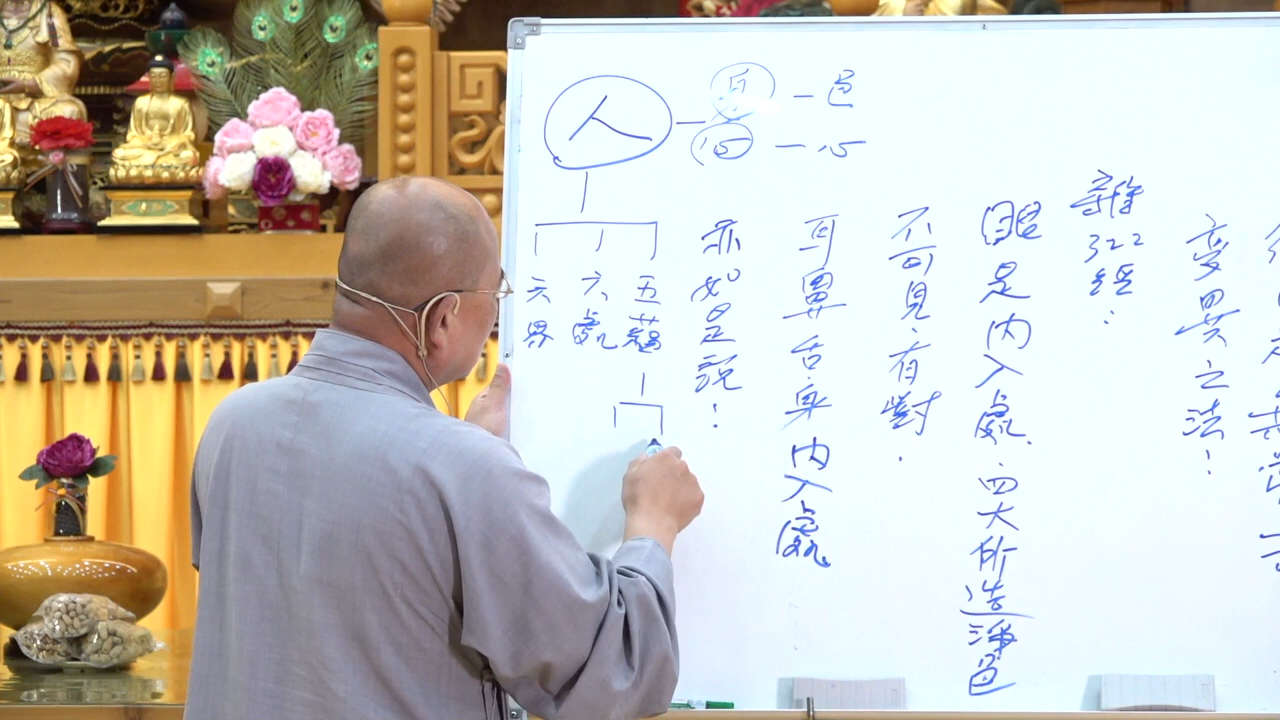 雜322經:
眼是內入處.四大所造淨色
不可見.有對.
耳鼻舌身內入處
亦如是說!
變異之法!
人
身—色
心—心
五蘊
六處
六界